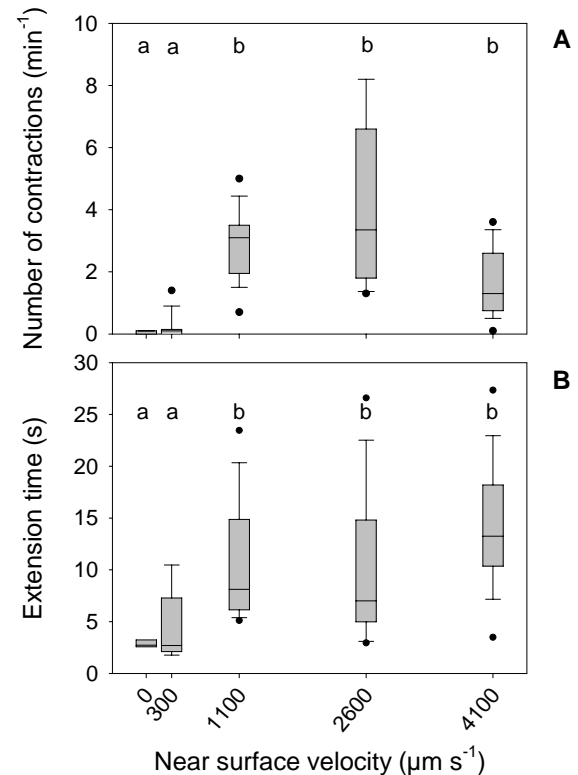 A
Number of contractions (min⁻¹)
10
8
6
4
2
0
a a b b b
B
Extension time (s)
30
25
20
15
10
5
0
a a b b b
0 300 1100 2600 4100
Near surface velocity (µm s⁻¹)